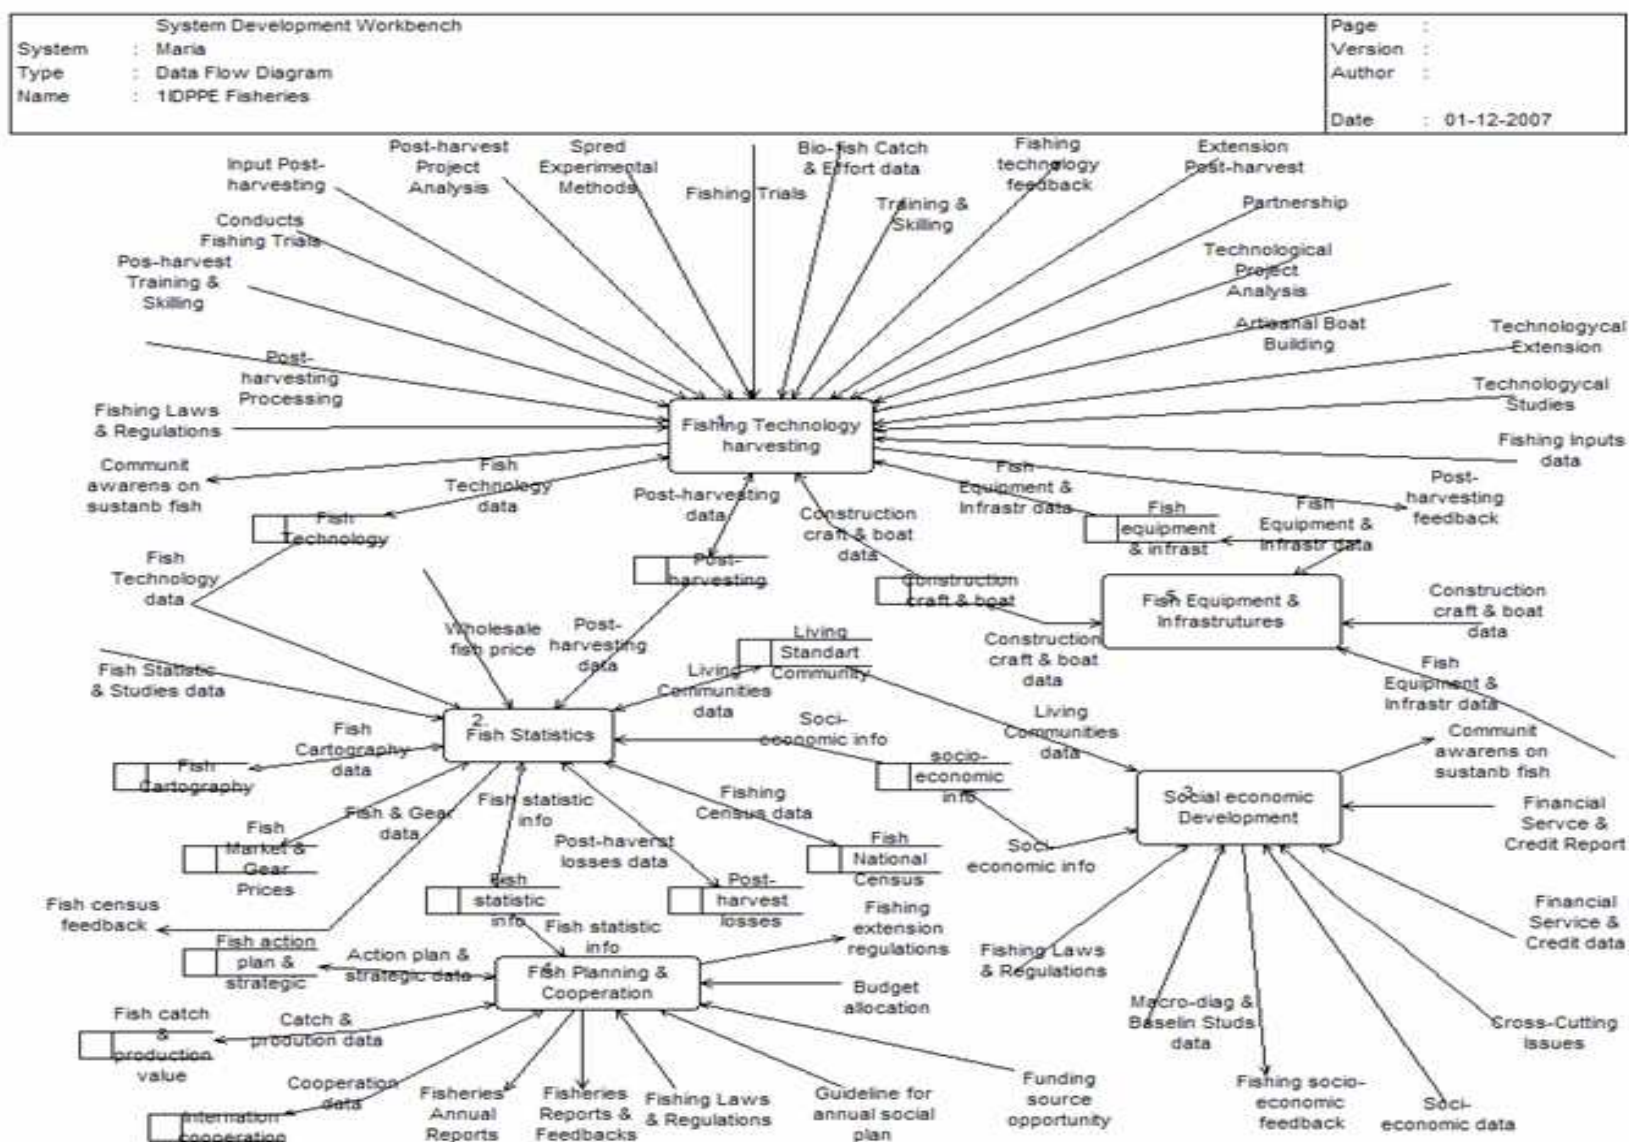 System Development Workbench
System : Maria
Type : Data Flow Diagram
Name : 1IDPPE Fisheries
Page :
Version :
Author :
Date : 01-12-2007
Input Post-
harvesting
Post-harvest
Project
Analysis
Spred
Experimental
Methods
Fishing Trials
Bio-fish Catch
& Effort data
Training &
Skilling
Fishing
technology
feedback
Extension
Post-harvest
Partnership
Conducts
Fishing Trials
Pos-harvest
Training &
Skilling
Technological
Project
Analysis
Artisanal Boat
Building
Technologycal
Extension
Post-
harvesting
Processing
Technologycal
Studies
Fishing Laws
& Regulations
1.
Fishing Technology
harvesting
Fishing Inputs
data
Communit
awarens on
sustanb fish
Fish
Technology
data
Post-harvesting
data
Construction
craft & boat
data
Fish
Equipment &
Infrastr data
Post-
harvesting
feedback
Fish
Technology
Fish
equipment
& infrast
Fish
Equipment &
Infrastr data
Fish
Technology
data
Post-
harvesting
Construction
craft & boat
5.
Fish Equipment &
Infrastrutures
Construction
craft & boat
data
Wholesale
fish price
Post-
harvesting
data
Living
Standart
Community
Construction
craft & boat
data
Fish Statistic
& Studies data
Living
Communities
data
Fish
Equipment &
Infrastr data
2.
Fish Statistics
Soci-
economic info
Living
Communities
data
Communit
awarens on
sustanb fish
Fish
Cartography
data
Fish
Cartography
socio-
economic
info
3.
Social economic
Development
Financial
Servce &
Credit Report
Fish & Gear
data
Fish statistic
info
Fishing
Census data
Fish
Market &
Gear
Prices
Post-haverst
losses data
Fish
National
Census
Soci-
economic info
Fish
statistic
info
Post-
harvest
losses
Fish census
feedback
Fishing
extension
regulations
Financial
Service &
Credit data
Fish action
plan &
strategic
Action plan &
strategic data
Fish statistic
info
4.
Fish Planning &
Cooperation
Budget
allocation
Fishing Laws
& Regulations
Macro-diag &
Baselin Studs
data
Cross-Cutting
Issues
Fish catch
&
production
value
Catch &
prodution data
Cooperation
data
Internation
cooperation
Fisheries
Annual
Reports
Fisheries
Reports &
Feedbacks
Fishing Laws
& Regulations
Guideline for
annual social
plan
Funding
source
opportunity
Fishing socio-
economic
feedback
Soci-
economic data